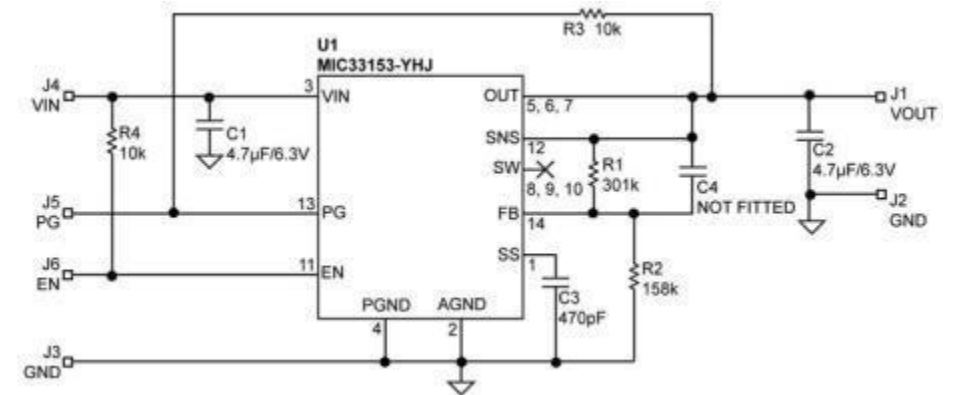 R3 10k
U1
MIC33153-YHJ
J4
VIN
3
VIN
OUT
5, 6, 7
J1
VOUT
R4
10k
C1
4.7µF/6.3V
SNS
12
SW
8, 9, 10
R1
301k
C4
NOT FITTED
C2
4.7µF/6.3V
J5
PG
13
PG
FB
14
J2
GND
J6
EN
11
EN
SS
1
R2
158k
C3
470pF
PGND
AGND
4
2
J3
GND